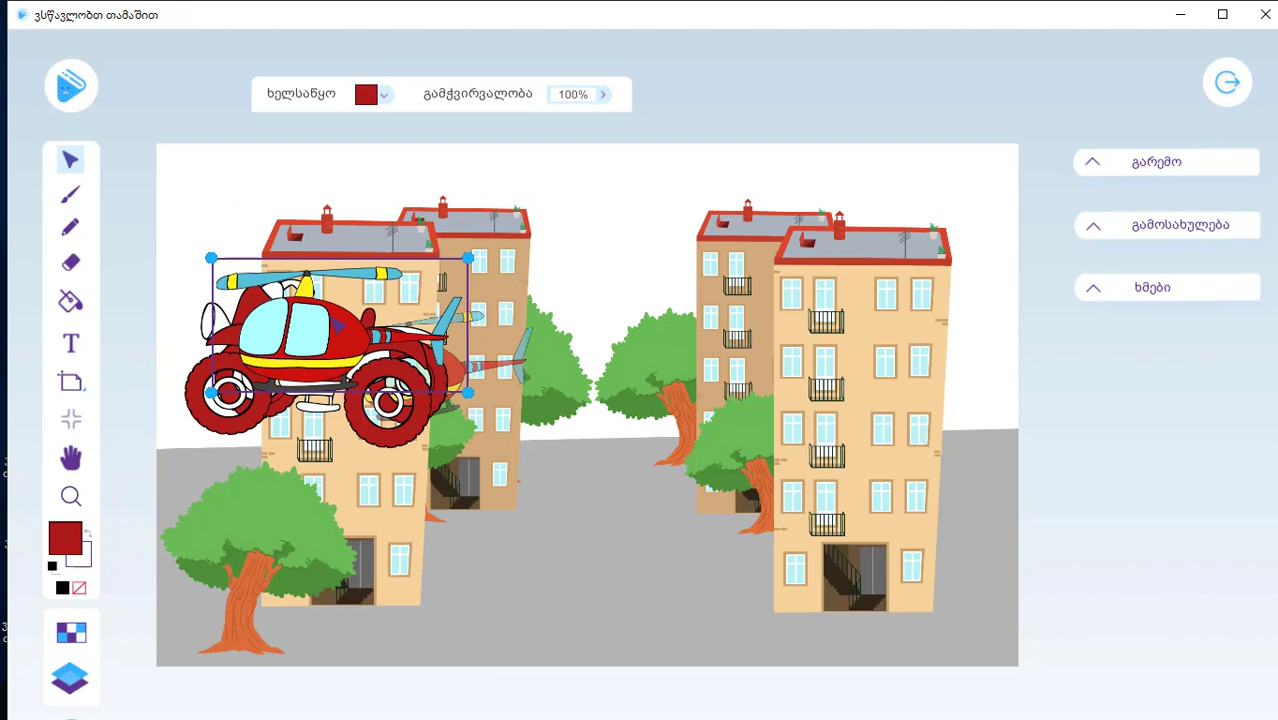 ვსწავლობთ თამაშით
ხელსაწყო
გამჭვირვალობა
100%
გარემო
გამოსახულება
ხმები
T